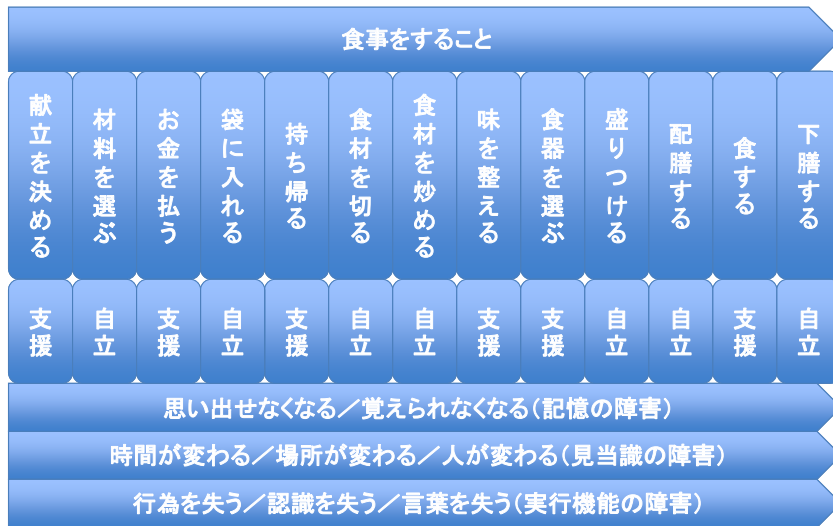 食事をすること
献立を決める
材料を選ぶ
お金を払う
袋に入れる
持ち帰る
食材を切る
食材を炒める
味を整える
食器を選ぶ
盛りつける
配膳する
食する
下膳する
支援
自立
支援
自立
支援
自立
自立
支援
支援
自立
自立
支援
自立
思い出せなくなる／覚えられなくなる（記憶の障害）
時間が変わる／場所が変わる／人が変わる（見当識の障害）
行為を失う／認識を失う／言葉を失う（実行機能の障害）